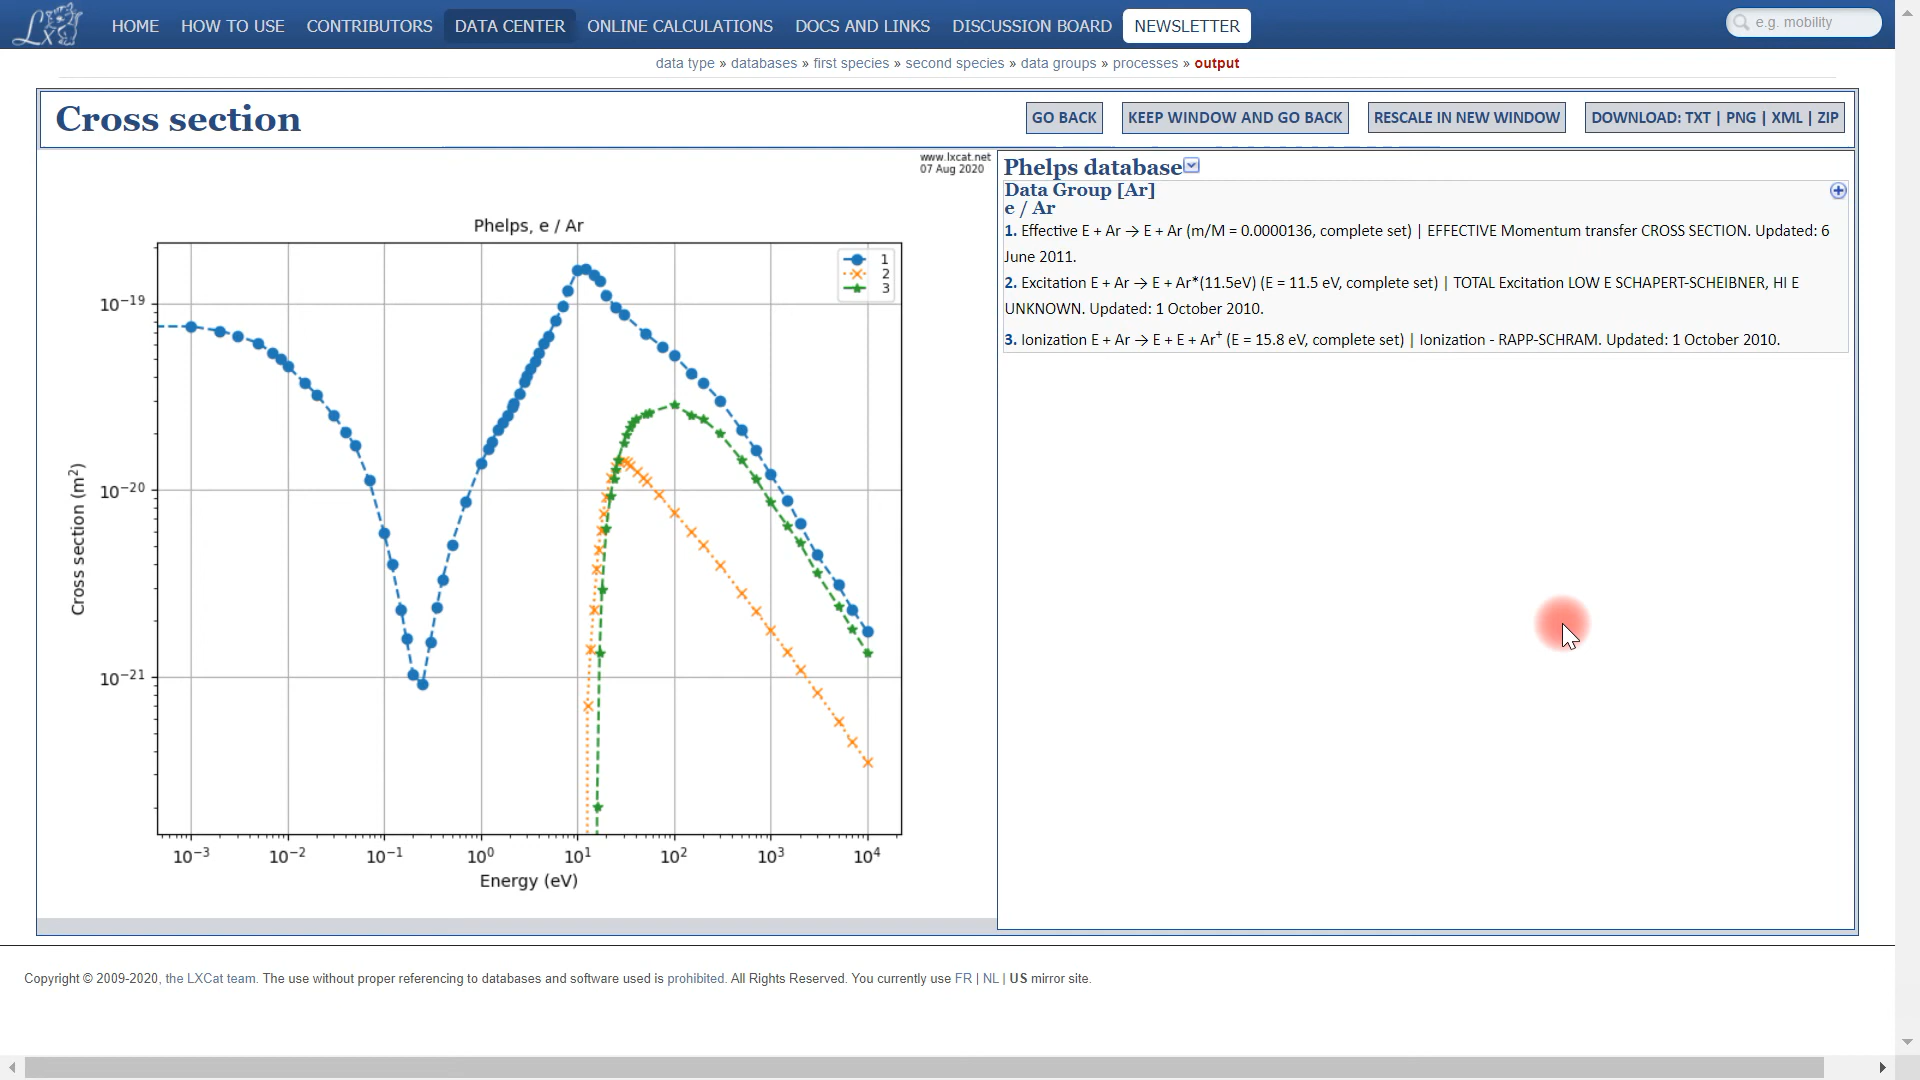 Lx
HOME HOW TO USE CONTRIBUTORS DATA CENTER ONLINE CALCULATIONS DOCS AND LINKS DISCUSSION BOARD NEWSLETTER e.g. mobility
data type » databases » first species » second species » data groups » processes » output
Cross section
GO BACK KEEP WINDOW AND GO BACK RESCALE IN NEW WINDOW DOWNLOAD: TXT | PNG | XML | ZIP
www.lxcat.net
07 Aug 2020
Phelps, e / Ar
1
2
3
10⁻¹⁹
10⁻²⁰
10⁻²¹
Cross section (m²)
10⁻³ 10⁻² 10⁻¹ 10⁰ 10¹ 10² 10³ 10⁴
Energy (eV)
Phelps database
Data Group [Ar]
e / Ar
1. Effective E + Ar → E + Ar (m/M = 0.0000136, complete set) | EFFECTIVE Momentum transfer CROSS SECTION. Updated: 6
June 2011.
2. Excitation E + Ar → E + Ar*(11.5eV) (E = 11.5 eV, complete set) | TOTAL Excitation LOW E SCHAPERT-SCHEIBNER, HI E
UNKNOWN. Updated: 1 October 2010.
3. Ionization E + Ar → E + E + Ar⁺ (E = 15.8 eV, complete set) | Ionization - RAPP-SCHRAM. Updated: 1 October 2010.
Copyright © 2009-2020, the LXCat team. The use without proper referencing to databases and software used is prohibited. All Rights Reserved. You currently use FR | NL | US mirror site.